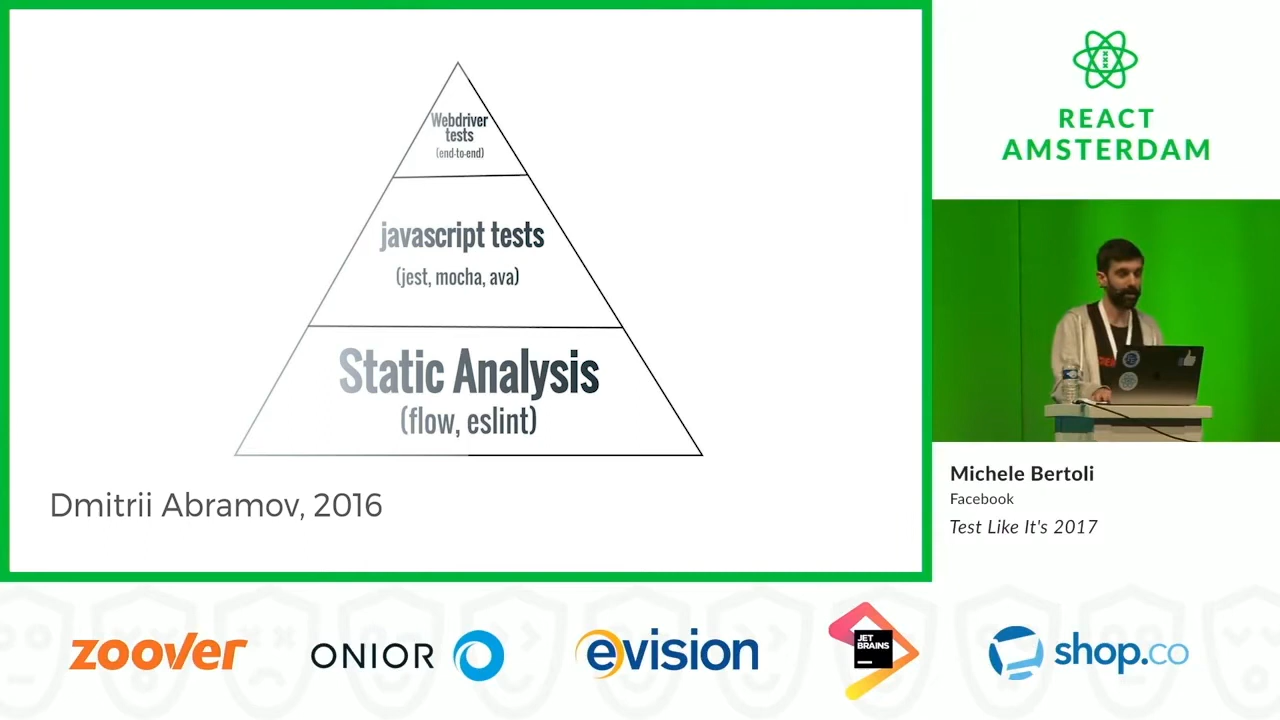 Webdriver
tests
(end-to-end)
javascript tests
(jest, mocha, ava)
Static Analysis
(flow, eslint)
Dmitrii Abramov, 2016
REACT
AMSTERDAM
Michele Bertoli
Facebook
Test Like It's 2017
zoover
ONIOR
evision
JET
BRAINS
shop.co